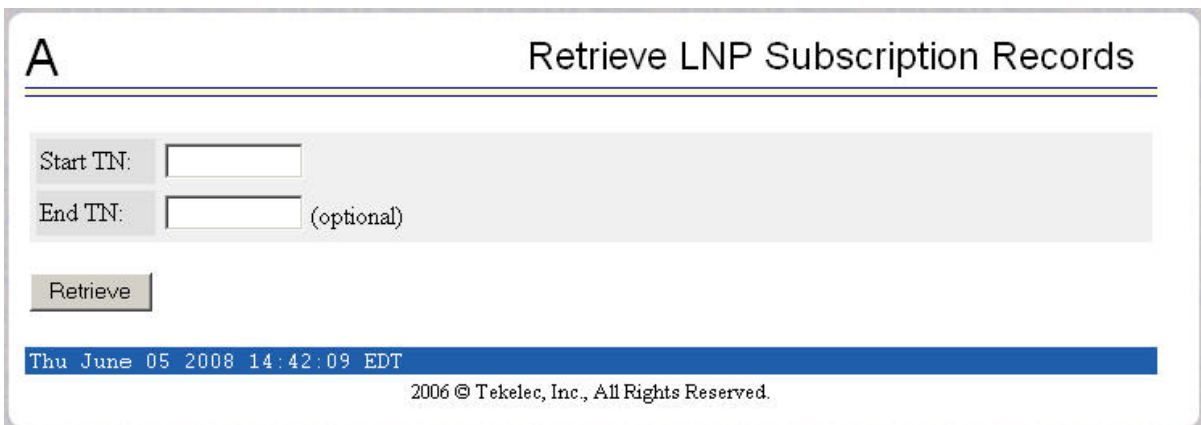 A
Retrieve LNP Subscription Records
Start TN:
End TN: (optional)
Retrieve
Thu June 05 2008 14:42:09 EDT
2006 © Tekelec, Inc., All Rights Reserved.